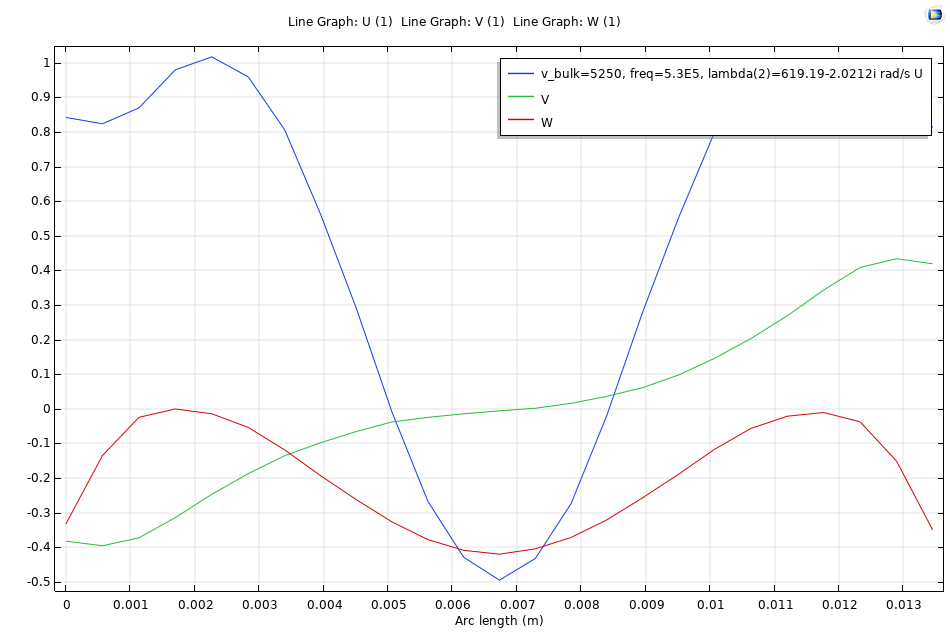 Line Graph: U (1)  Line Graph: V (1)  Line Graph: W (1)
v_bulk=5250, freq=5.3E5, lambda(2)=619.19-2.0212i rad/s U
V
W
1
0.9
0.8
0.7
0.6
0.5
0.4
0.3
0.2
0.1
0
-0.1
-0.2
-0.3
-0.4
-0.5
0 0.001 0.002 0.003 0.004 0.005 0.006 0.007 0.008 0.009 0.01 0.011 0.012 0.013
Arc length (m)